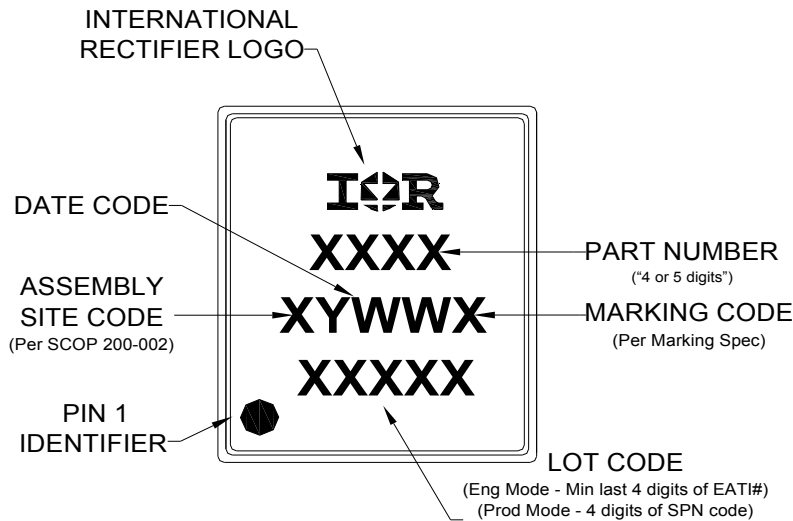 INTERNATIONAL
RECTIFIER LOGO
IOR
DATE CODE
XXXX
PART NUMBER
(“4 or 5 digits”)
ASSEMBLY
SITE CODE
(Per SCOP 200-002)
XYWWX
MARKING CODE
(Per Marking Spec)
XXXXX
PIN 1
IDENTIFIER
LOT CODE
(Eng Mode - Min last 4 digits of EATI#)
(Prod Mode - 4 digits of SPN code)